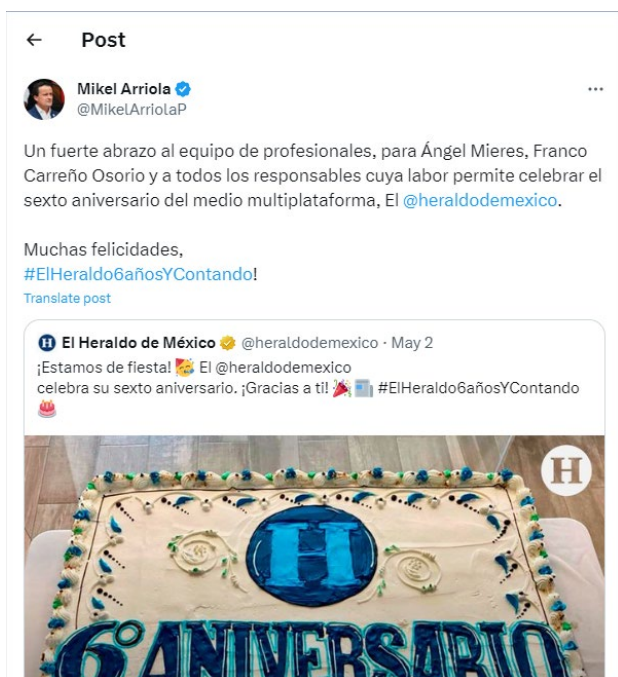 Post
Mikel Arriola
@MikelArriolaP
Un fuerte abrazo al equipo de profesionales, para Ángel Mieres, Franco
Carreño Osorio y a todos los responsables cuya labor permite celebrar el
sexto aniversario del medio multiplataforma, El @heraldodemexico.
Muchas felicidades,
#ElHeraldo6añosYContando!
Translate post
H El Heraldo de México @heraldodemexico · May 2
¡Estamos de fiesta! 🥳 El @heraldodemexico
celebra su sexto aniversario. ¡Gracias a ti! 🎉📰 #ElHeraldo6añosYContando
🎂
H
H
6º ANIVERSARIO